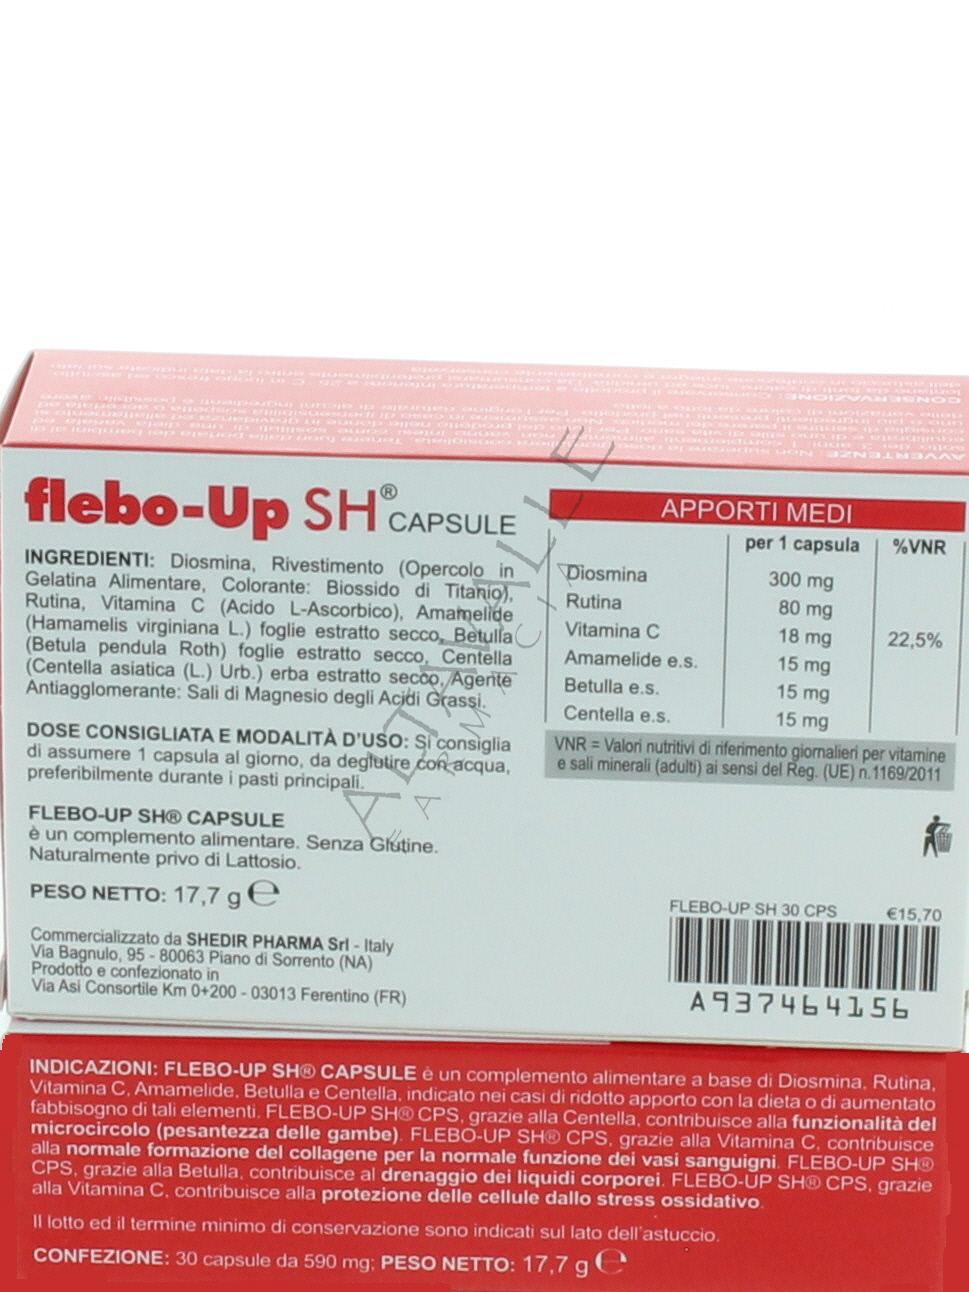 flebo-Up SH® CAPSULE
INGREDIENTI: Diosmina, Rivestimento (Opercolo in
Gelatina Alimentare, Colorante: Biossido di Titanio),
Rutina, Vitamina C (Acido L-Ascorbico), Amamelide
(Hamamelis virginiana L.) foglie estratto secco, Betulla
(Betula pendula Roth) foglie estratto secco, Centella
(Centella asiatica (L.) Urb.) erba estratto secco, Agente
Antiagglomerante: Sali di Magnesio degli Acidi Grassi.
DOSE CONSIGLIATA E MODALITÀ D'USO: Si consiglia
di assumere 1 capsula al giorno, da deglutire con acqua,
preferibilmente durante i pasti principali.
FLEBO-UP SH® CAPSULE
è un complemento alimentare. Senza Glutine.
Naturalmente privo di Lattosio.
PESO NETTO: 17,7 g ℮
Commercializzato da SHEDIR PHARMA Srl - Italy
Via Bagnulo, 95 - 80063 Piano di Sorrento (NA)
Prodotto e confezionato in
Via Asi Consortile Km 0+200 - 03013 Ferentino (FR)
APPORTI MEDI
per 1 capsula %VNR
Diosmina 300 mg
Rutina 80 mg
Vitamina C 18 mg 22,5%
Amamelide e.s. 15 mg
Betulla e.s. 15 mg
Centella e.s. 15 mg
VNR = Valori nutritivi di riferimento giornalieri per vitamine
e sali minerali (adulti) ai sensi del Reg. (UE) n.1169/2011
FLEBO-UP SH 30 CPS €15,70
A937464156
ALTAVALLE
FARMACIA
INDICAZIONI: FLEBO-UP SH® CAPSULE è un complemento alimentare a base di Diosmina, Rutina,
Vitamina C, Amamelide, Betulla e Centella, indicato nei casi di ridotto apporto con la dieta o di aumentato
fabbisogno di tali elementi. FLEBO-UP SH® CPS, grazie alla Centella, contribuisce alla funzionalità del
microcircolo (pesantezza delle gambe). FLEBO-UP SH® CPS, grazie alla Vitamina C, contribuisce
alla normale formazione del collagene per la normale funzione dei vasi sanguigni. FLEBO-UP SH®
CPS, grazie alla Betulla, contribuisce al drenaggio dei liquidi corporei. FLEBO-UP SH® CPS, grazie
alla Vitamina C, contribuisce alla protezione delle cellule dallo stress ossidativo.
Il lotto ed il termine minimo di conservazione sono indicati sul lato dell'astuccio.
CONFEZIONE: 30 capsule da 590 mg; PESO NETTO: 17,7 g ℮